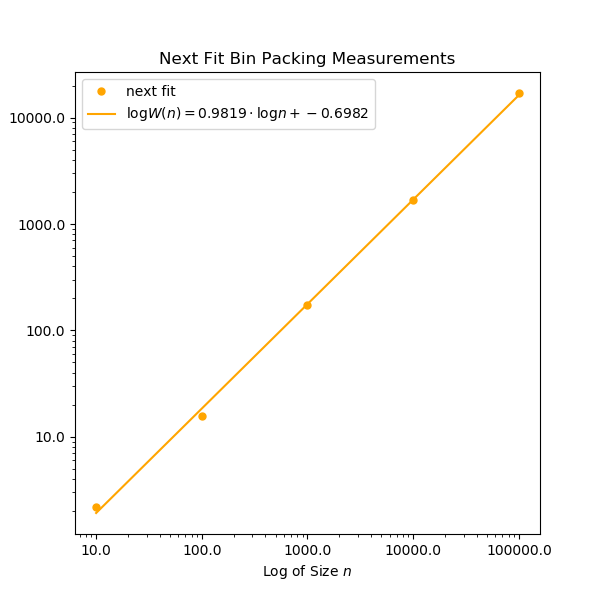 Next Fit Bin Packing Measurements
next fit
logW(n) = 0.9819 · logn + −0.6982
10000.0
1000.0
100.0
10.0
10.0 100.0 1000.0 10000.0 100000.0
Log of Size n